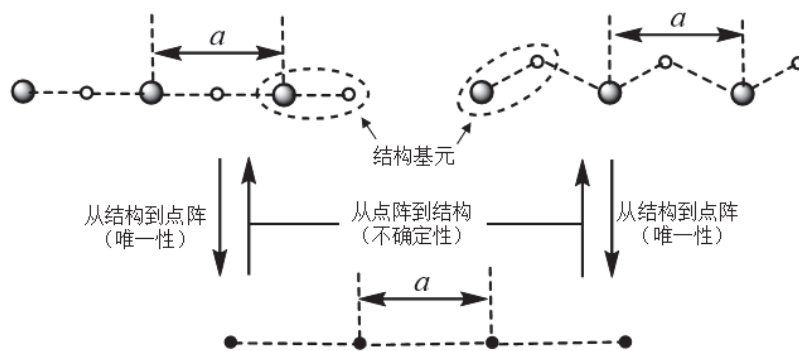 a
a
结构基元
从结构到点阵
（唯一性）
从点阵到结构
（不确定性）
从结构到点阵
（唯一性）
a